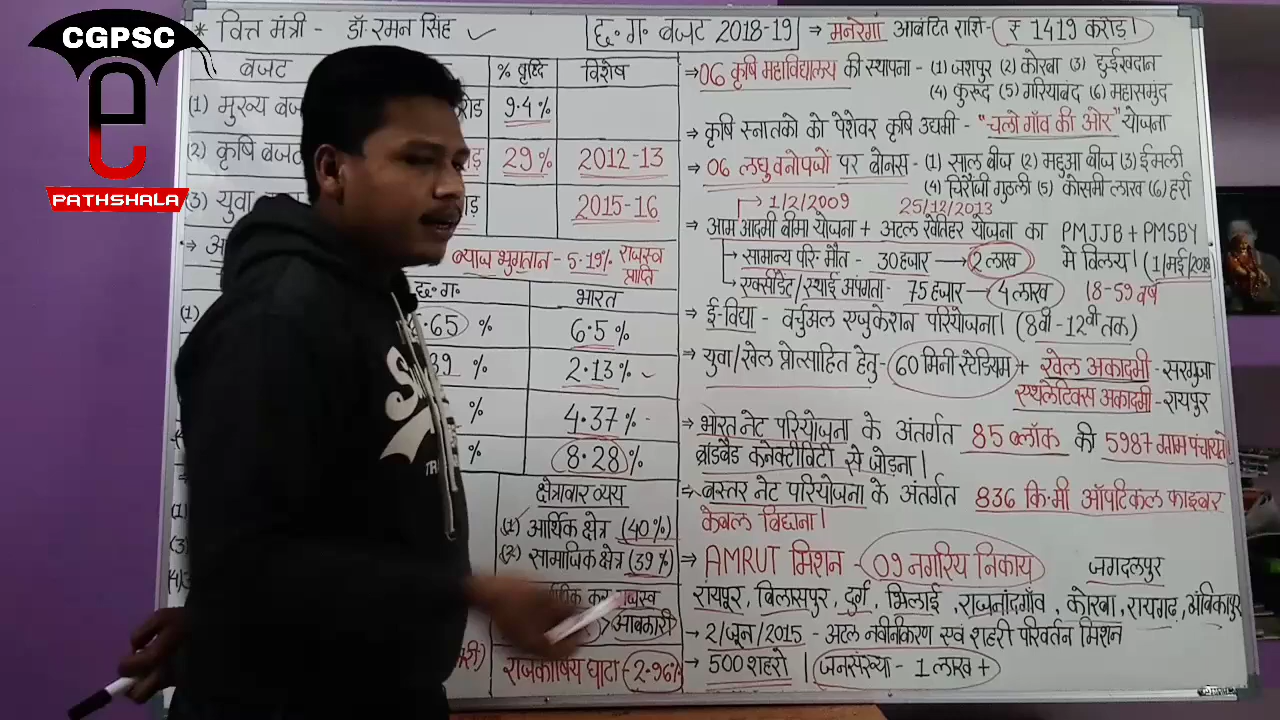 CGPSC
PATHSHALA
* वित्त मंत्री - डॉ. रमन सिंह
छ. ग. बजट 2018-19
⇒ मनरेगा आबंटित राशि- ₹ 1419 करोड़।
बजट % वृद्धि विशेष
(1) मुख्य 9.4%
(2) कृषि 29% 2012-13
(3) युवा 2015-16
ब्याज भुगतान - 5.19% राजस्व प्राप्ति
छ.ग. भारत
(1) .65 % 6.5%
39 % 2.13%
% 4.37%
% 8.28%
क्षेत्रावार व्यय
(1) आर्थिक क्षेत्र (40%)
(2) सामाजिक क्षेत्र (39%)
राजस्व
आबकारी
राजकोषिय घाटा - 2.96%
→ 06 कृषि महाविद्यालय की स्थापना - (1) जशपुर (2) कोरबा (3) छुईखदान
(4) कुरूद (5) गरियाबंद (6) महासमुंद
→ कृषि स्नातको को पेशेवर कृषि उद्यमी - "चलो गाँव की ओर" योजना
→ 06 लघु वनोपजों पर बोनस - (1) साल बीज (2) महुआ बीज (3) ईमली
(4) चिरौंजी गुठली (5) कोसमी लाख (6) हर्रा
→ 1/2/2009 25/12/2013
→ आम आदमी बीमा योजना + अटल खेतिहर योजना का PMJJB + PMSBY
→ सामान्य परि. मौत - 30 हजार → 2 लाख मे विलय। (1/मई/2018
→ एक्सीडेंट/स्थाई अपंगता - 75 हजार → 4 लाख 18-59 वर्ष
→ ई-विद्या - वर्चुअल एजुकेशन परियोजना। (8वी - 12वी तक)
→ युवा/खेल प्रोत्साहित हेतु - 60 मिनी स्टेडियम + खेल अकादमी - सरगुजा
एथलेटिक्स अकादमी - रायपुर
→ भारत नेट परियोजना के अंतर्गत 85 ब्लॉक की 5987 ग्राम पंचायतो
ब्रॉडबैंड कनेक्टीविटी से जोड़ना।
→ बस्तर नेट परियोजना के अंतर्गत 836 कि.मी ऑपटिकल फाइबर
केबल बिछाना।
→ AMRUT मिशन - 09 नगरिय निकाय जगदलपुर
रायपुर, बिलासपुर, दुर्ग, भिलाई, राजनांदगाँव, कोरबा, रायगढ, अंबिकापुर
→ 2/जून/2015 - अटल नवीनीकरण एवं शहरी परिवर्तन मिशन
→ 500 शहरो | जनसंख्या - 1 लाख +